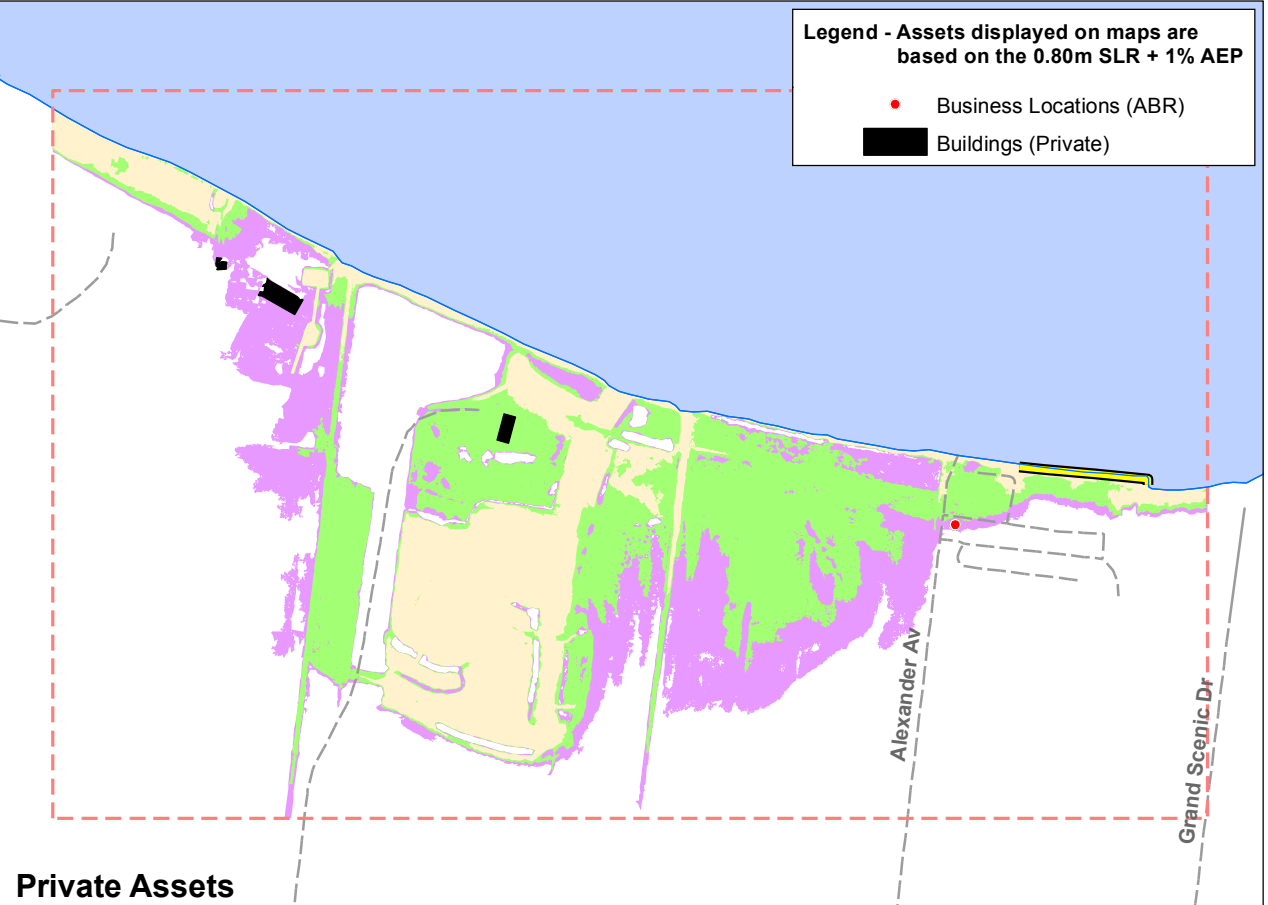 Legend - Assets displayed on maps are
based on the 0.80m SLR + 1% AEP
Business Locations (ABR)
Buildings (Private)
Alexander Av
Grand Scenic Dr
Private Assets